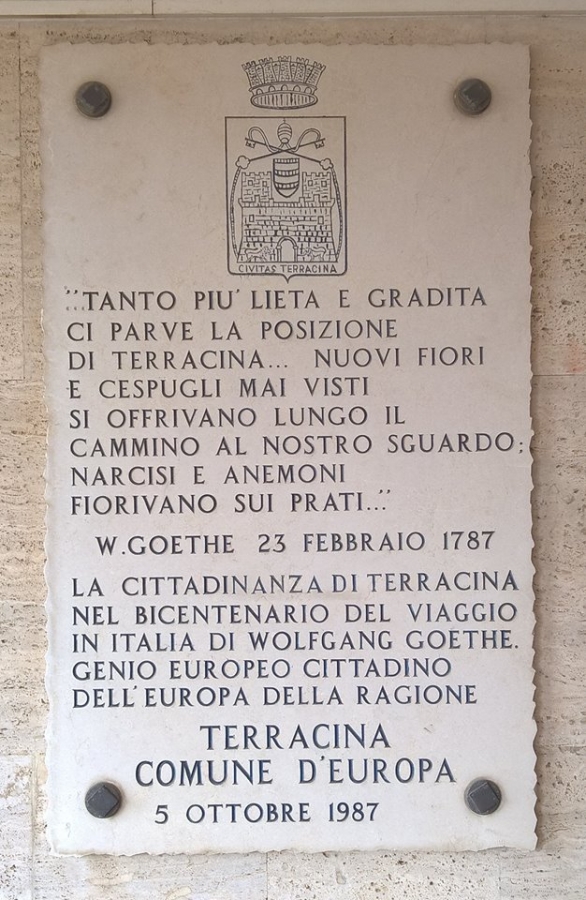 CIVITAS TERRACINA
"...TANTO PIU' LIETA E GRADITA
CI PARVE LA POSIZIONE
DI TERRACINA... NUOVI FIORI
E CESPUGLI MAI VISTI
SI OFFRIVANO LUNGO IL
CAMMINO AL NOSTRO SGUARDO:
NARCISI E ANEMONI
FIORIVANO SUI PRATI..."
W. GOETHE 23 FEBBRAIO 1787
LA CITTADINANZA DI TERRACINA
NEL BICENTENARIO DEL VIAGGIO
IN ITALIA DI WOLFGANG GOETHE.
GENIO EUROPEO CITTADINO
DELL'EUROPA DELLA RAGIONE
TERRACINA
COMUNE D'EUROPA
5 OTTOBRE 1987